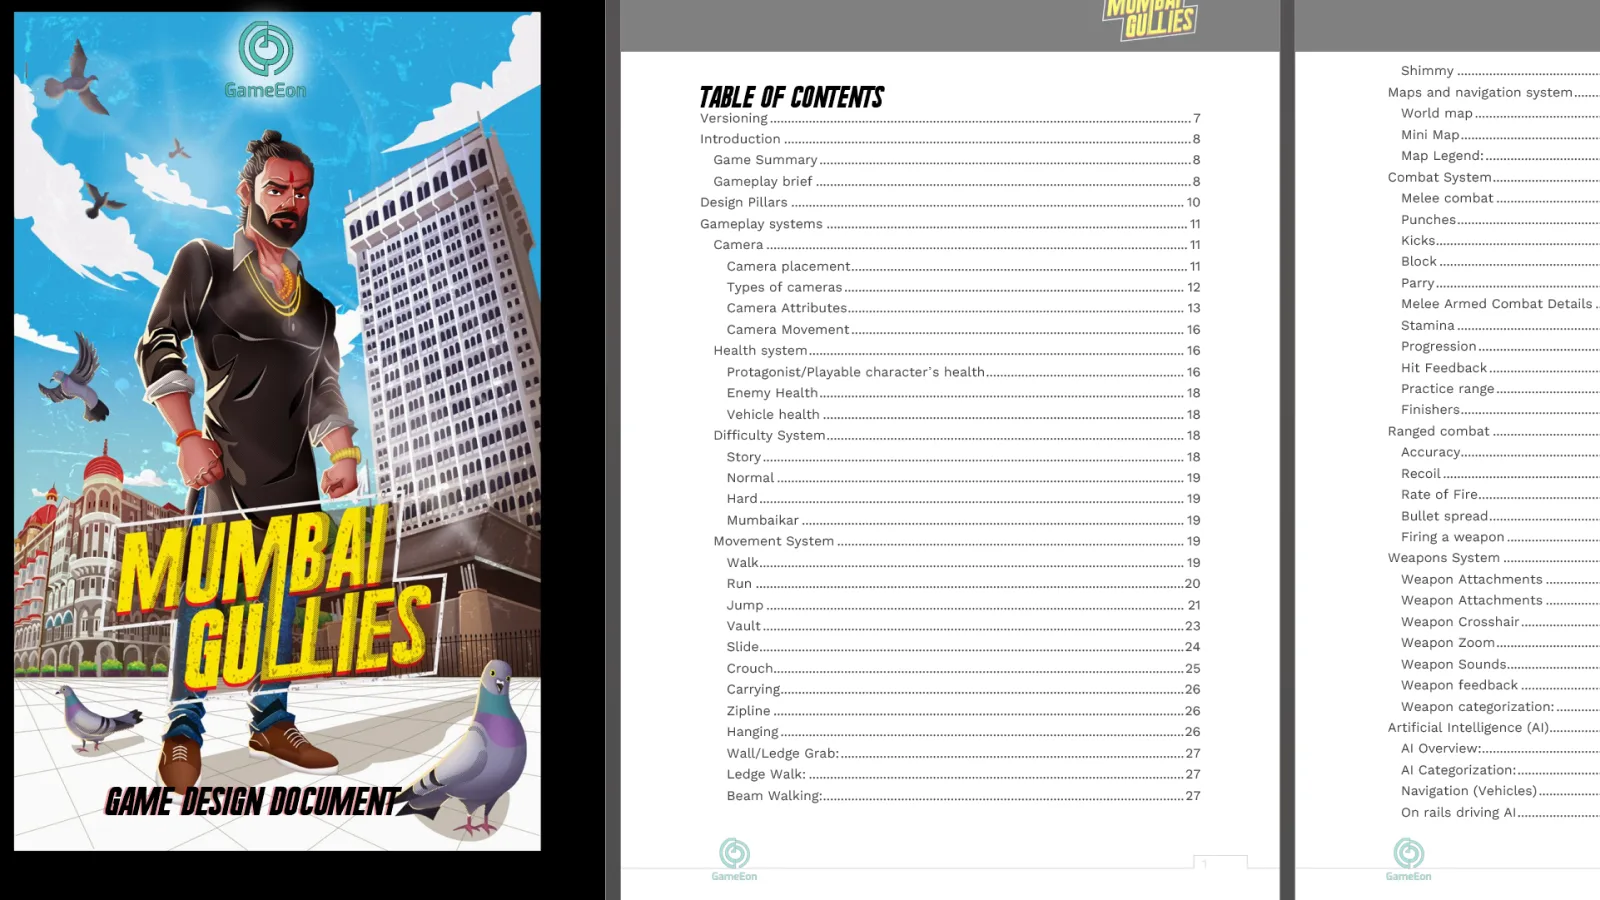 GameEon
MUMBAI
GULLIES
GAME DESIGN DOCUMENT
MUMBAI
GULLIES
TABLE OF CONTENTS
Versioning 7
Introduction 8
Game Summary 8
Gameplay brief 8
Design Pillars 10
Gameplay systems 11
Camera 11
Camera placement 11
Types of cameras 12
Camera Attributes 13
Camera Movement 16
Health system 16
Protagonist/Playable character's health 16
Enemy Health 18
Vehicle health 18
Difficulty System 18
Story 18
Normal 19
Hard 19
Mumbaikar 19
Movement System 19
Walk 19
Run 20
Jump 21
Vault 23
Slide 24
Crouch 25
Carrying 26
Zipline 26
Hanging 26
Wall/Ledge Grab: 27
Ledge Walk: 27
Beam Walking: 27
GameEon
1
Shimmy
Maps and navigation system
World map
Mini Map
Map Legend:
Combat System
Melee combat
Punches
Kicks
Block
Parry
Melee Armed Combat Details
Stamina
Progression
Hit Feedback
Practice range
Finishers
Ranged combat
Accuracy
Recoil
Rate of Fire
Bullet spread
Firing a weapon
Weapons System
Weapon Attachments
Weapon Attachments
Weapon Crosshair
Weapon Zoom
Weapon Sounds
Weapon feedback
Weapon categorization:
Artificial Intelligence (AI)
AI Overview:
AI Categorization:
Navigation (Vehicles)
On rails driving AI
GameEon